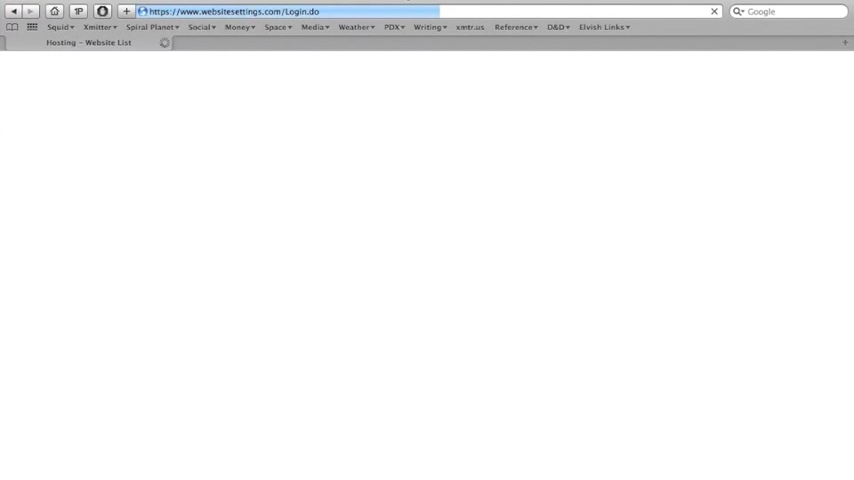 https://www.websitesettings.com/Login.do
Google
Squid Xmitter Spiral Planet Social Money Space Media Weather PDX Writing xmtr.us Reference D&D Elvish Links
Hosting – Website List